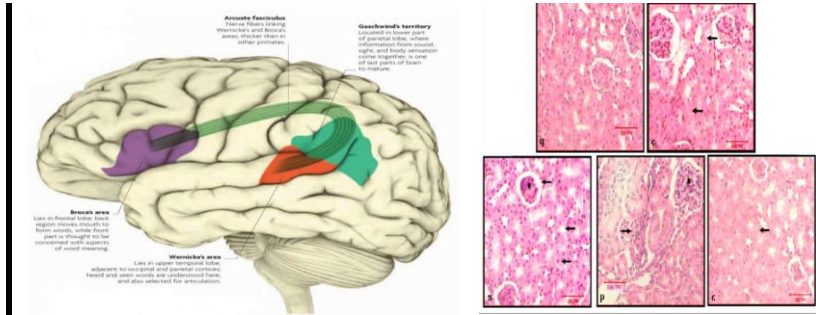 Arcuate fasciculus
Nerve fibers linking
Wernicke's and Broca's
areas; thicker than in
other primates.
Geschwind's territory
Located in lower part
of parietal lobe, where
information from sound,
sight, and body sensation
come together; is one
of last parts of brain
to mature.
Broca's area
Lies in frontal lobe; back
region moves mouth to
form words, while front
part is thought to be
concerned with aspects
of word meaning.
Wernicke's area
Lies in upper temporal lobe,
adjacent to occipital and parietal cortices;
heard and seen words are understood here,
and also selected for articulation.
p